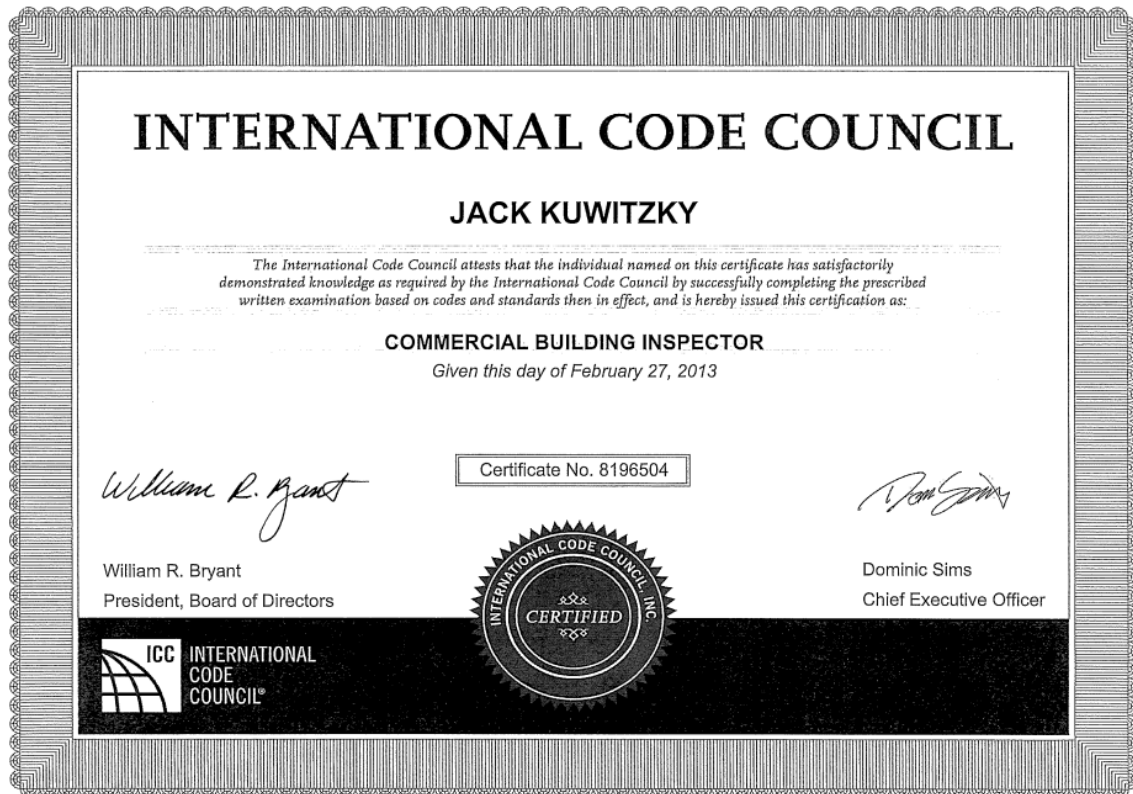 INTERNATIONAL CODE COUNCIL
JACK KUWITZKY
The International Code Council attests that the individual named on this certificate has satisfactorily
demonstrated knowledge as required by the International Code Council by successfully completing the prescribed
written examination based on codes and standards then in effect, and is hereby issued this certification as:
COMMERCIAL BUILDING INSPECTOR
Given this day of February 27, 2013
Certificate No. 8196504
William R. Bryant
Dom Sims
William R. Bryant
President, Board of Directors
Dominic Sims
Chief Executive Officer
INTERNATIONAL CODE COUNCIL, INC.
CERTIFIED
ICC INTERNATIONAL
CODE
COUNCIL®